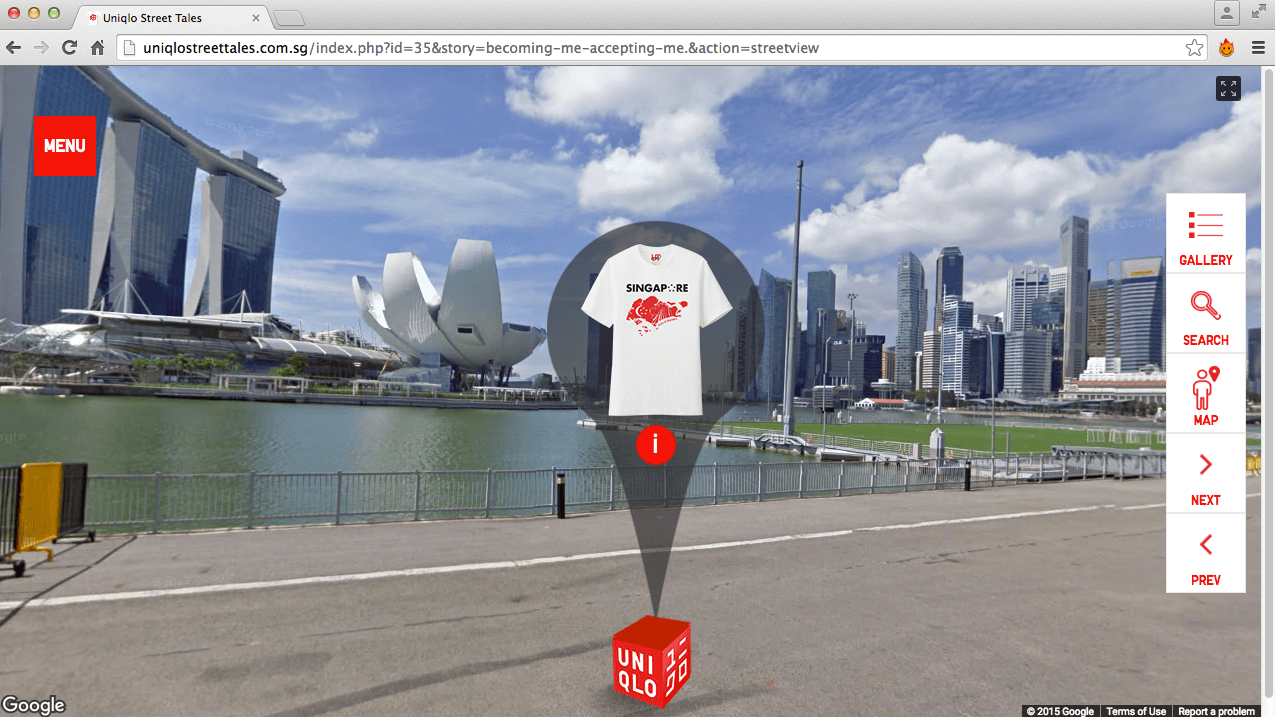 Uniqlo Street Tales
uniqlostreettales.com.sg/index.php?id=35&story=becoming-me-accepting-me.&action=streetview
MENU
SINGAP RE
i
GALLERY
SEARCH
MAP
NEXT
PREV
UNI
QLO
Google
© 2015 Google
Terms of Use
Report a problem